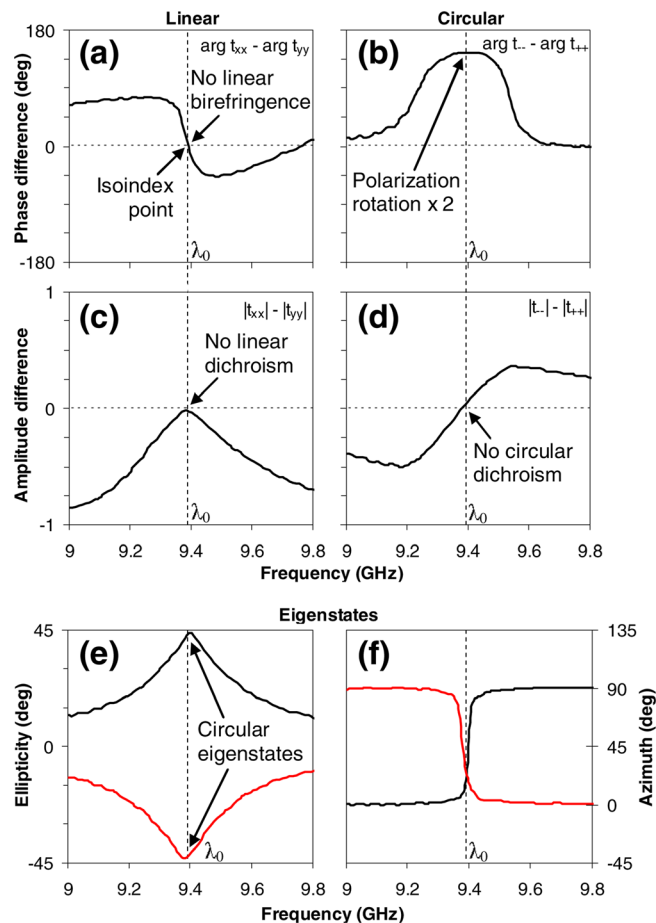 Linear
Circular
(a)
arg txx - arg tyy
No linear
birefringence
Isoindex
point
λ0
180
0
-180
Phase difference (deg)
(b)
arg t-- - arg t++
Polarization
rotation x 2
λ0
(c)
|txx| - |tyy|
No linear
dichroism
λ0
1
0
-1
Amplitude difference
9 9.2 9.4 9.6 9.8
Frequency (GHz)
(d)
|t--| - |t++|
No circular
dichroism
λ0
9 9.2 9.4 9.6 9.8
Frequency (GHz)
Eigenstates
(e)
Circular
eigenstates
λ0
45
0
-45
Ellipticity (deg)
9 9.2 9.4 9.6 9.8
Frequency (GHz)
(f)
λ0
135
90
45
0
-45
Azimuth (deg)
9 9.2 9.4 9.6 9.8
Frequency (GHz)